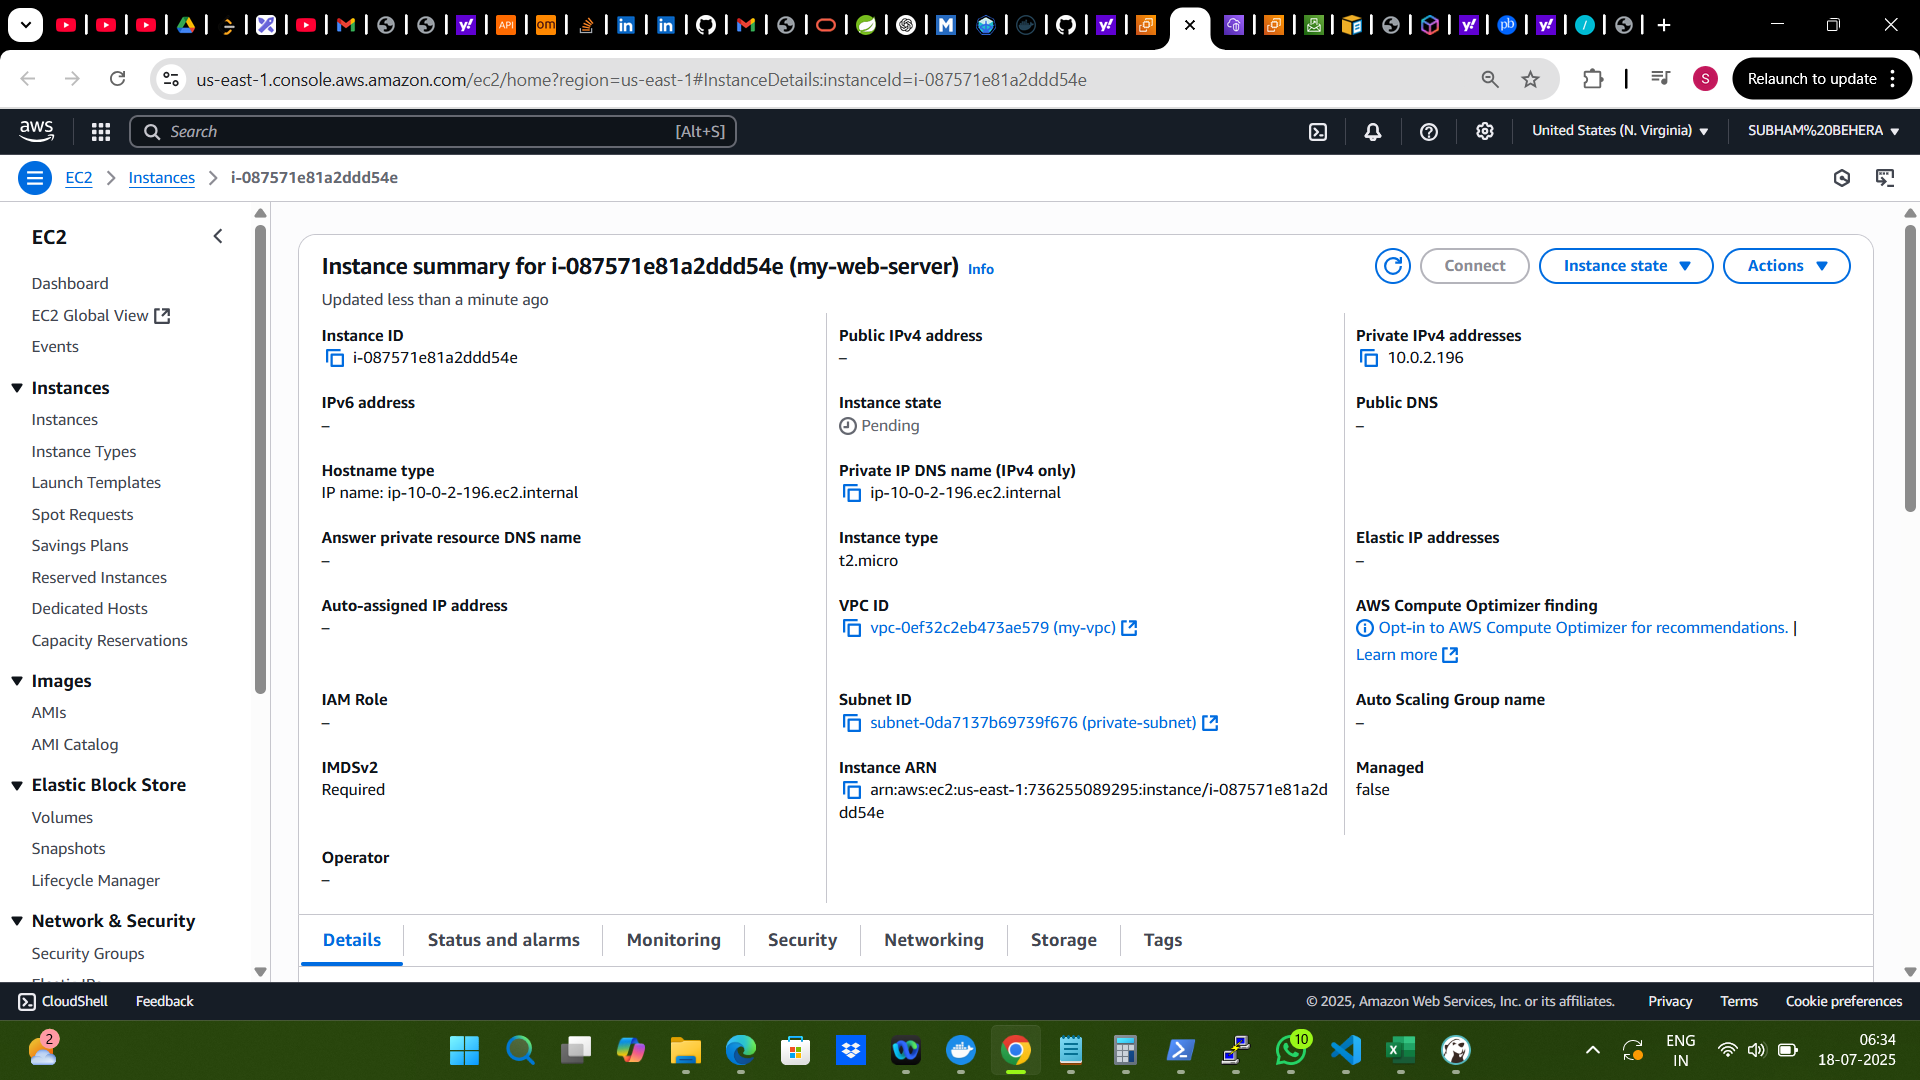 us-east-1.console.aws.amazon.com/ec2/home?region=us-east-1#InstanceDetails:instanceId=i-087571e81a2ddd54e
S
Relaunch to update
aws
Search
[Alt+S]
United States (N. Virginia)
SUBHAM%20BEHERA
EC2
Instances
i-087571e81a2ddd54e
EC2
Dashboard
EC2 Global View
Events
Instances
Instances
Instance Types
Launch Templates
Spot Requests
Savings Plans
Reserved Instances
Dedicated Hosts
Capacity Reservations
Images
AMIs
AMI Catalog
Elastic Block Store
Volumes
Snapshots
Lifecycle Manager
Network & Security
Security Groups
Instance summary for i-087571e81a2ddd54e (my-web-server) Info
Updated less than a minute ago
Connect
Instance state
Actions
Instance ID
i-087571e81a2ddd54e
Public IPv4 address
–
Private IPv4 addresses
10.0.2.196
IPv6 address
–
Instance state
Pending
Public DNS
–
Hostname type
IP name: ip-10-0-2-196.ec2.internal
Private IP DNS name (IPv4 only)
ip-10-0-2-196.ec2.internal
Answer private resource DNS name
–
Instance type
t2.micro
Elastic IP addresses
–
Auto-assigned IP address
–
VPC ID
vpc-0ef32c2eb473ae579 (my-vpc)
AWS Compute Optimizer finding
Opt-in to AWS Compute Optimizer for recommendations. |
Learn more
IAM Role
–
Subnet ID
subnet-0da7137b69739f676 (private-subnet)
Auto Scaling Group name
–
IMDSv2
Required
Instance ARN
arn:aws:ec2:us-east-1:736255089295:instance/i-087571e81a2d
dd54e
Managed
false
Operator
–
Details
Status and alarms
Monitoring
Security
Networking
Storage
Tags
CloudShell
Feedback
© 2025, Amazon Web Services, Inc. or its affiliates.
Privacy
Terms
Cookie preferences
2
10
ENG
IN
06:34
18-07-2025